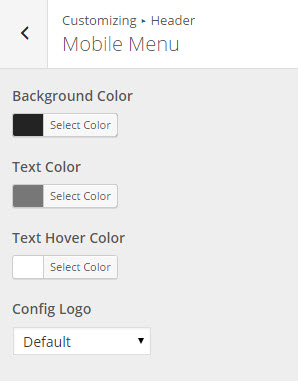 Customizing ▸ Header
Mobile Menu
Background Color
Select Color
Text Color
Select Color
Text Hover Color
Select Color
Config Logo
Default